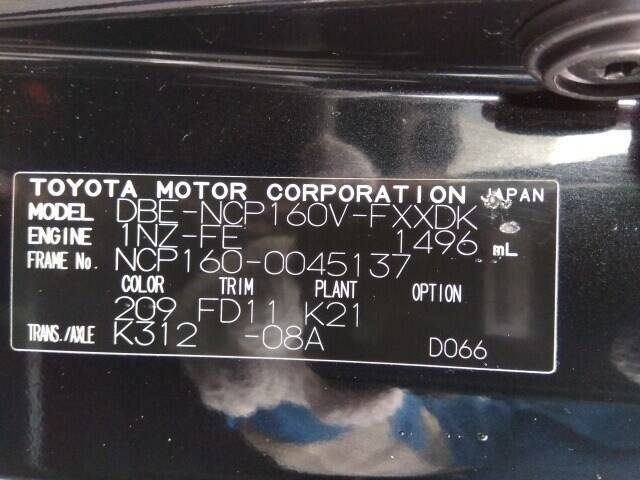 TOYOTA MOTOR CORPORATION JAPAN
MODEL DBE-NCP160V-FXXDK
ENGINE 1NZ-FE 1496 mL
FRAME No. NCP160-0045137
COLOR TRIM PLANT OPTION
209 FD11 K21
TRANS./AXLE K312 -08A D066